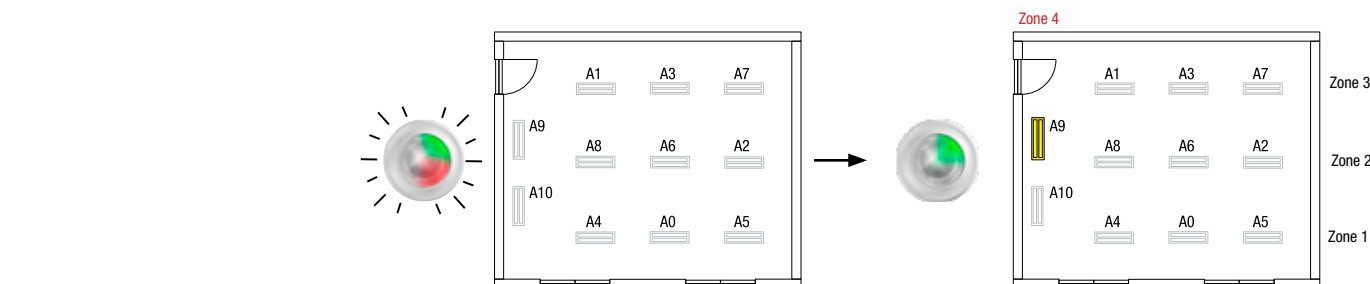 Zone 4
A1 A3 A7
A9
A8 A6 A2
A10
A4 A0 A5
A1 A3 A7
Zone 3
A9
A8 A6 A2
Zone 2
A10
A4 A0 A5
Zone 1